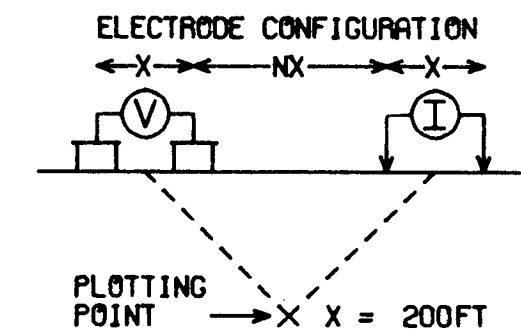 ELECTRODE CONFIGURATION
X NX X
V I
PLOTTING
POINT X X = 200FT